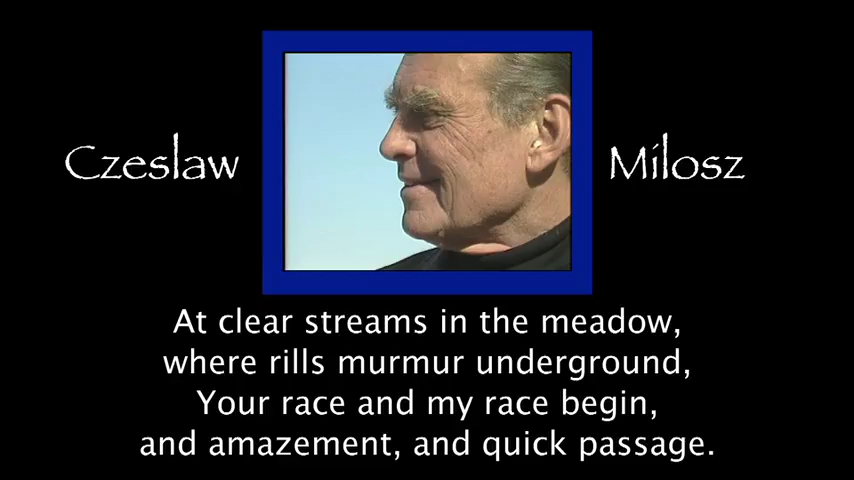 Czeslaw Milosz
At clear streams in the meadow,
where rills murmur underground,
Your race and my race begin,
and amazement, and quick passage.